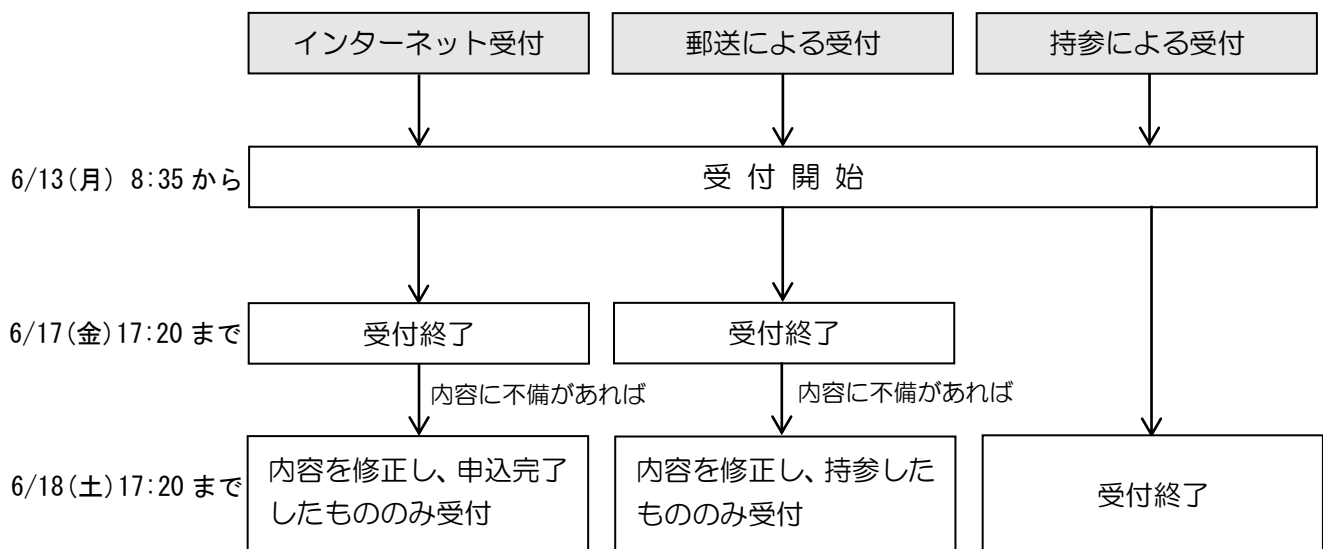 インターネット受付
郵送による受付
持参による受付
6/13(月) 8:35 から
受 付 開 始
6/17(金)17:20 まで
受付終了
受付終了
内容に不備があれば
内容に不備があれば
6/18(土)17:20 まで
内容を修正し、申込完了
したもののみ受付
内容を修正し、持参した
もののみ受付
受付終了